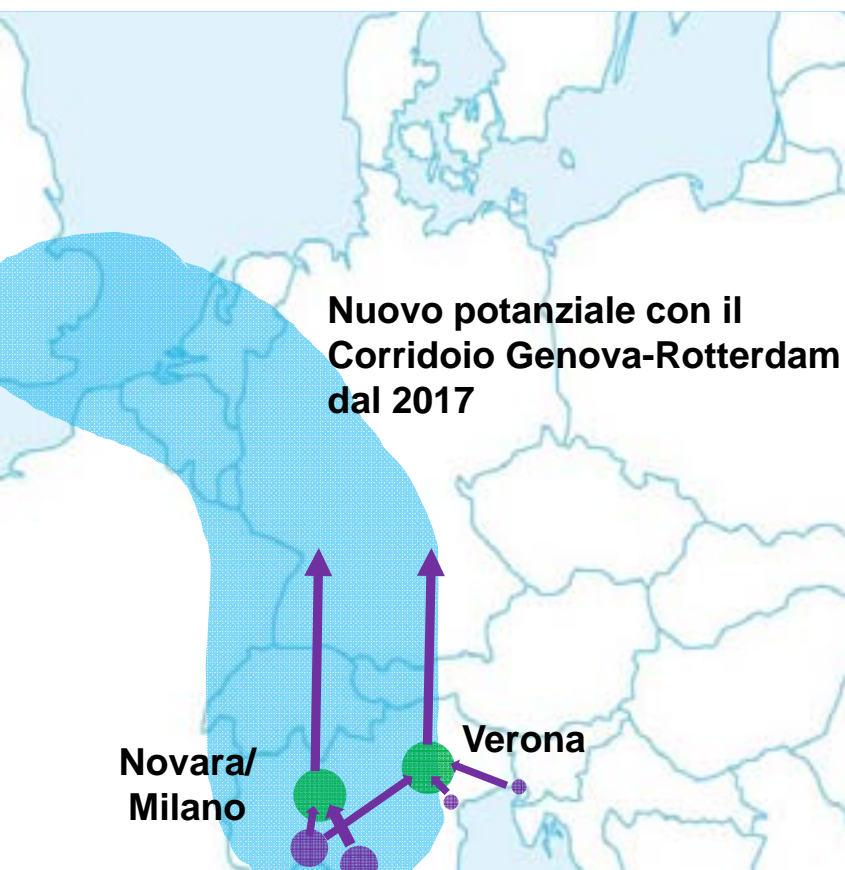 Nuovo potanziale con il
Corridoio Genova-Rotterdam
dal 2017
Verona
Novara/
Milano